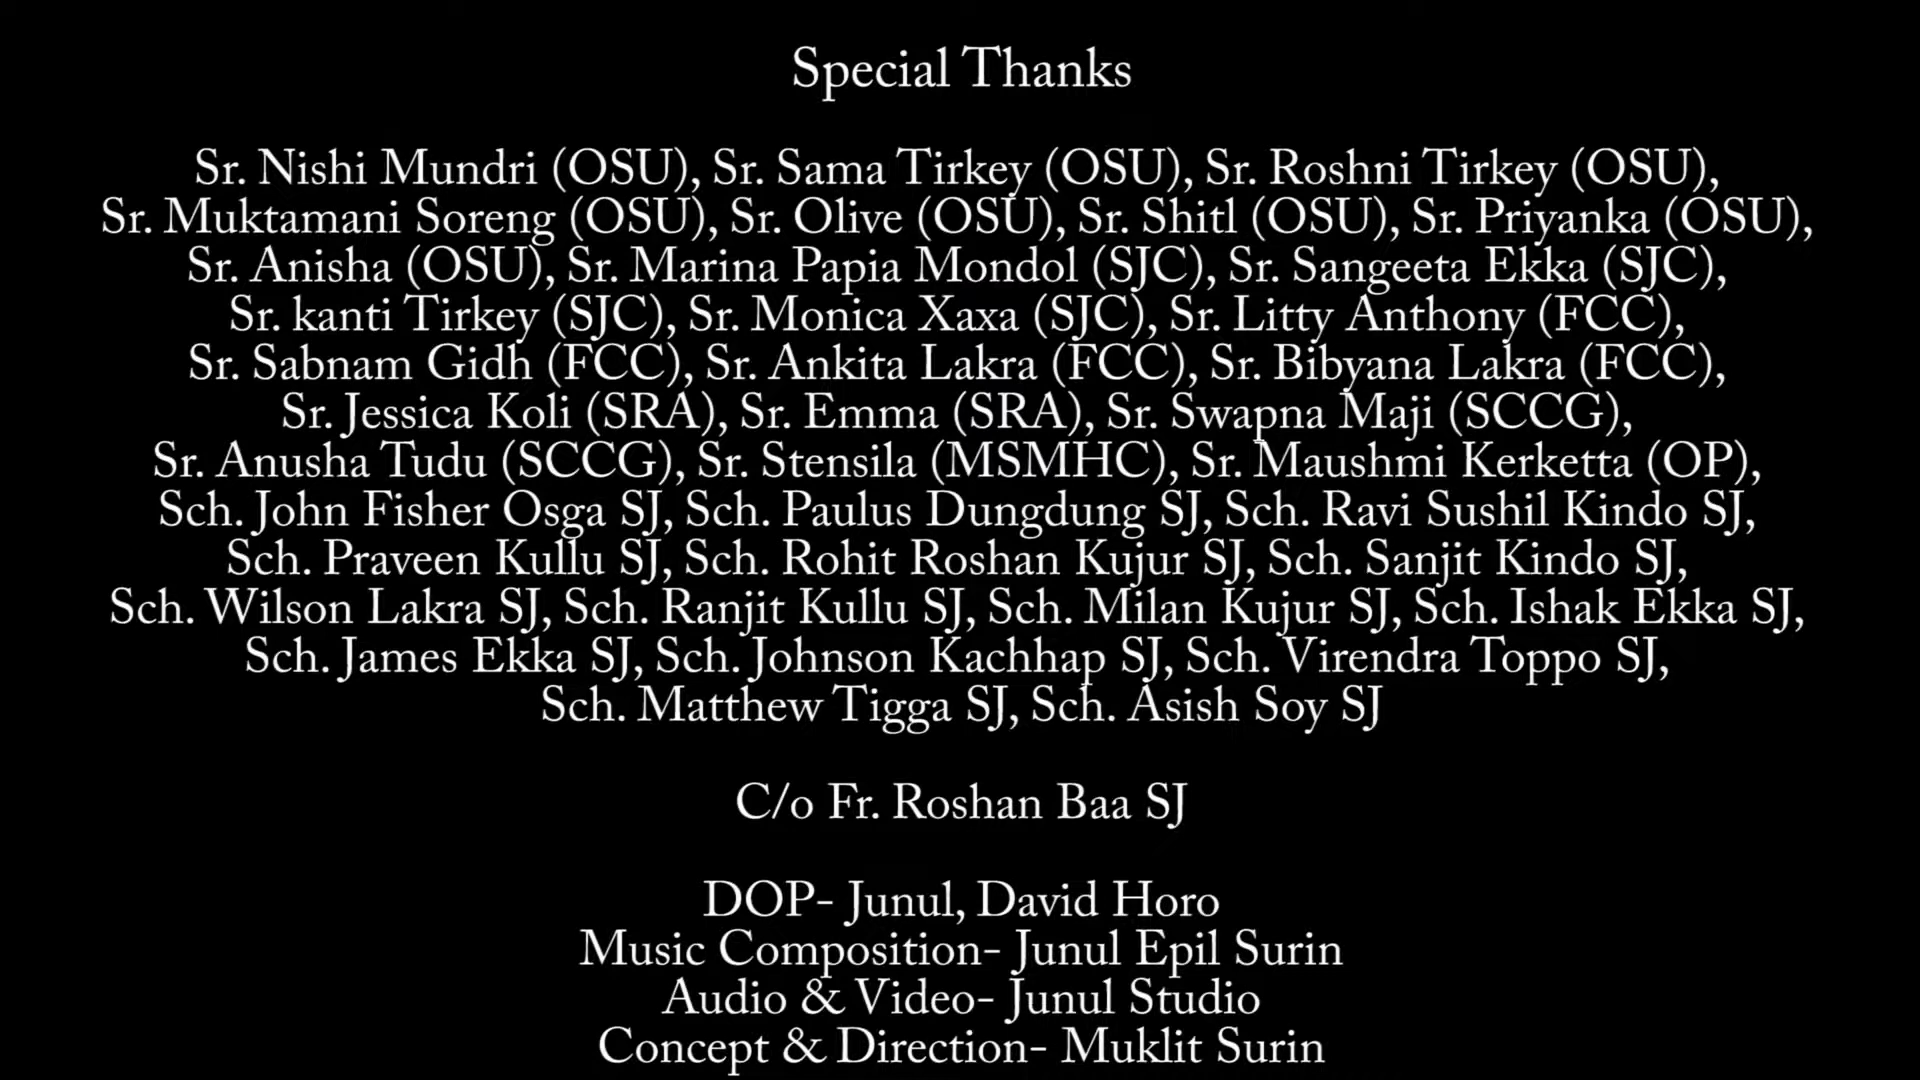 Special Thanks
Sr. Nishi Mundri (OSU), Sr. Sama Tirkey (OSU), Sr. Roshni Tirkey (OSU),
Sr. Muktamani Soreng (OSU), Sr. Olive (OSU), Sr. Shitl (OSU), Sr. Priyanka (OSU),
Sr. Anisha (OSU), Sr. Marina Papia Mondol (SJC), Sr. Sangeeta Ekka (SJC),
Sr. kanti Tirkey (SJC), Sr. Monica Xaxa (SJC), Sr. Litty Anthony (FCC),
Sr. Sabnam Gidh (FCC), Sr. Ankita Lakra (FCC), Sr. Bibyana Lakra (FCC),
Sr. Jessica Koli (SRA), Sr. Emma (SRA), Sr. Swapna Maji (SCCG),
Sr. Anusha Tudu (SCCG), Sr. Stensila (MSMHC), Sr. Maushmi Kerketta (OP),
Sch. John Fisher Osga SJ, Sch. Paulus Dungdung SJ, Sch. Ravi Sushil Kindo SJ,
Sch. Praveen Kullu SJ, Sch. Rohit Roshan Kujur SJ, Sch. Sanjit Kindo SJ,
Sch. Wilson Lakra SJ, Sch. Ranjit Kullu SJ, Sch. Milan Kujur SJ, Sch. Ishak Ekka SJ,
Sch. James Ekka SJ, Sch. Johnson Kachhap SJ, Sch. Virendra Toppo SJ,
Sch. Matthew Tigga SJ, Sch. Asish Soy SJ
C/o Fr. Roshan Baa SJ
DOP- Junul, David Horo
Music Composition- Junul Epil Surin
Audio & Video- Junul Studio
Concept & Direction- Muklit Surin